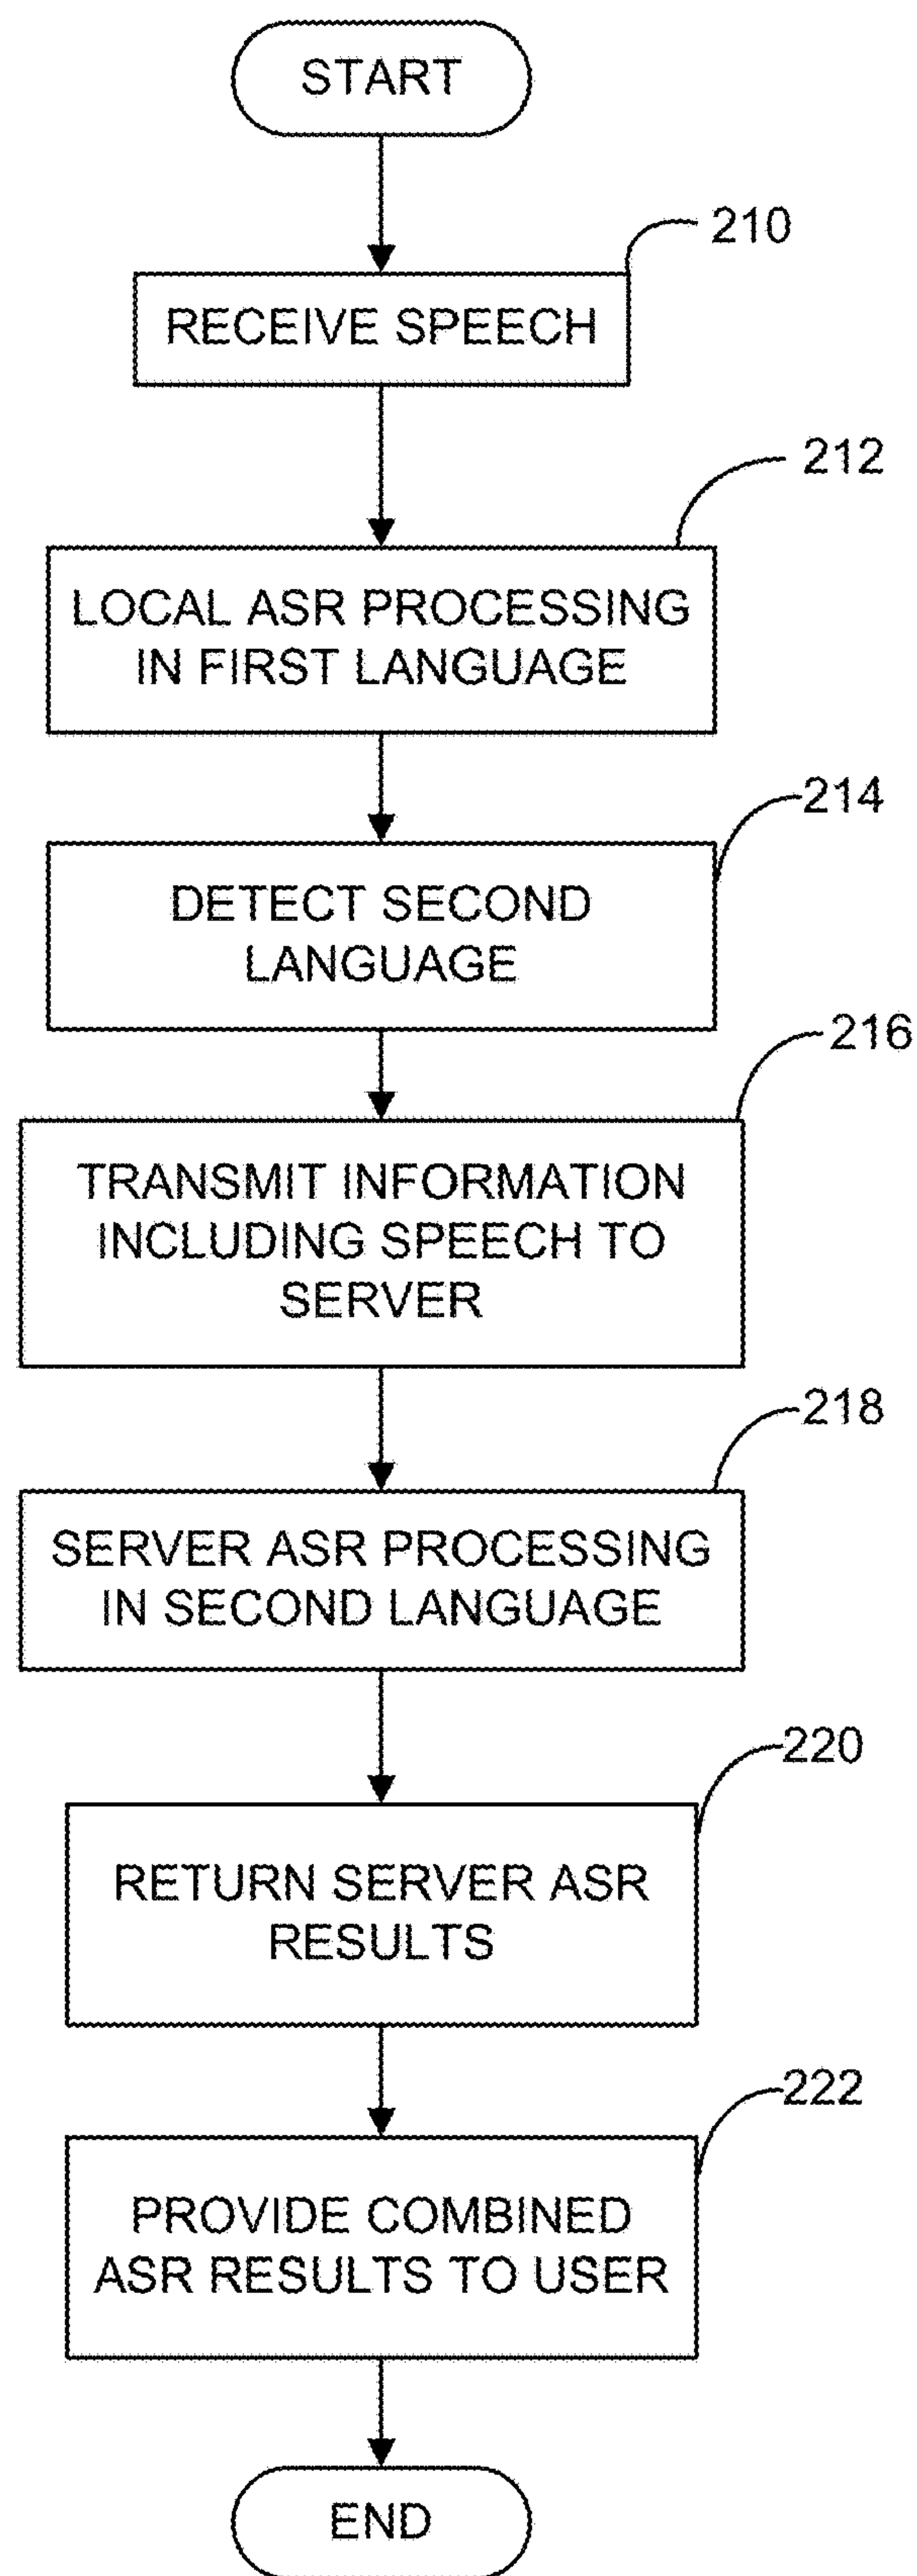 START
210
RECEIVE SPEECH
212
LOCAL ASR PROCESSING
IN FIRST LANGUAGE
214
DETECT SECOND
LANGUAGE
216
TRANSMIT INFORMATION
INCLUDING SPEECH TO
SERVER
218
SERVER ASR PROCESSING
IN SECOND LANGUAGE
220
RETURN SERVER ASR
RESULTS
222
PROVIDE COMBINED
ASR RESULTS TO USER
END